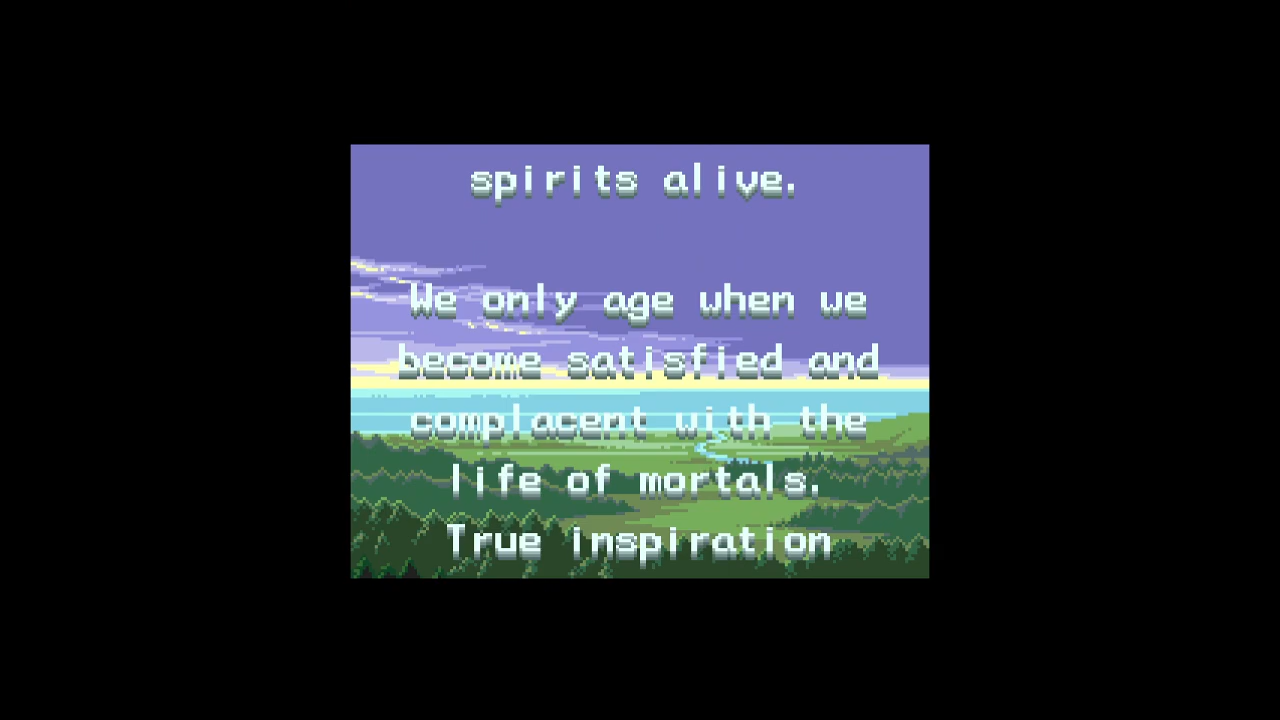 spirits alive.
We only age when we
become satisfied and
complacent with the
life of mortals.
True inspiration